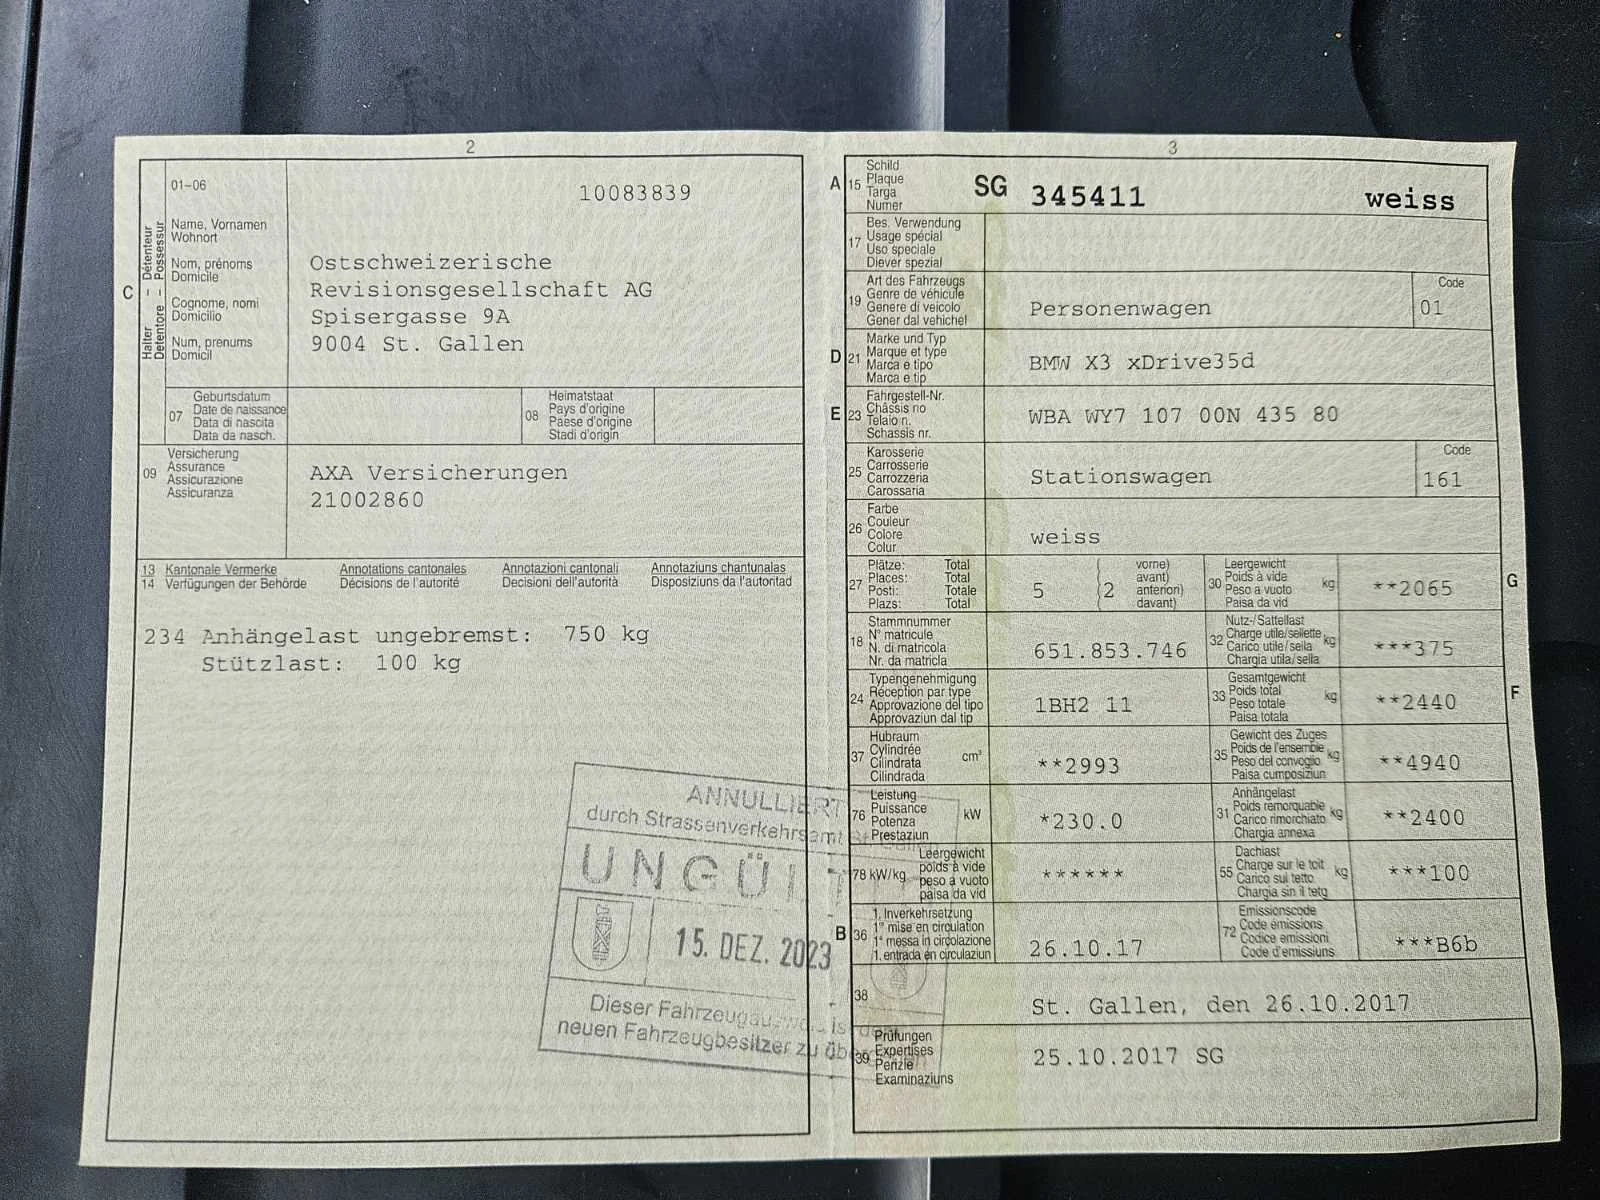 2
01-06
10083839
Halter – Détenteur
Detentore – Possessur
C
Name, Vornamen
Wohnort
Nom, prénoms
Domicile
Cognome, nomi
Domicilio
Num, prenums
Domicil
Ostschweizerische
Revisionsgesellschaft AG
Spisergasse 9A
9004 St. Gallen
07
Geburtsdatum
Date de naissance
Data di nascita
Data da nasch.
08
Heimatstaat
Pays d'origine
Paese d'origine
Stadi d'origin
09
Versicherung
Assurance
Assicurazione
Assicuranza
AXA Versicherungen
21002860
13 Kantonale Vermerke Annotations cantonales Annotazioni cantonali Annotaziuns chantunalas
14 Verfügungen der Behörde Décisions de l'autorité Decisioni dell'autorità Disposiziuns da l'autoritad
234 Anhängelast ungebremst: 750 kg
Stützlast: 100 kg
ANNULLIERT
durch Strassenverkehrsamt
UNGÜLT
15. DEZ. 2023
Dieser Fahrzeugausweis ist
neuen Fahrzeugbesitzer zu
3
A 15
Schild
Plaque
Targa
Numer
SG 345411 weiss
17
Bes. Verwendung
Usage spécial
Uso speciale
Diever spezial
19
Art des Fahrzeugs
Genre de véhicule
Genere di veicolo
Gener dal vehichel
Personenwagen
Code
01
D 21
Marke und Typ
Marque et type
Marca e tipo
Marca e tip
BMW X3 xDrive35d
E 23
Fahrgestell-Nr.
Châssis no
Telaio n.
Schassis nr.
WBA WY7 107 00N 435 80
25
Karosserie
Carrosserie
Carrozzeria
Carossaria
Stationswagen
Code
161
26
Farbe
Couleur
Colore
Colur
weiss
27
Plätze: Total
Places: Total
Posti: Totale
Plazs: Total
5 (2
vorne)
avant)
anteriori)
davant)
30
Leergewicht
Poids à vide
Peso a vuoto
Paisa da vid
kg
**2065
G
18
Stammnummer
N° matricule
N. di matricola
Nr. da matricla
651.853.746
32
Nutz-/Sattellast
Charge utile/sellette
Carico utile/sella
Chargia utila/sella
kg
***375
24
Typengenehmigung
Réception par type
Approvazione del tipo
Approvaziun dal tip
1BH2 11
33
Gesamtgewicht
Poids total
Peso totale
Paisa totala
kg
**2440
F
37
Hubraum
Cylindrée
Cilindrata
Cilindrada
cm³
**2993
35
Gewicht des Zuges
Poids de l'ensemble
Peso del convoglio
Paisa cumposiziun
kg
**4940
76
Leistung
Puissance
Potenza
Prestaziun
kW
*230.0
31
Anhängelast
Poids remorquable
Carico rimorchiato
Chargia annexa
kg
**2400
78 kW/kg
Leergewicht
poids à vide
peso a vuoto
paisa da vid
******
55
Dachlast
Charge sur le toit
Carico sul tetto
Chargia sin il tetg
kg
***100
B 36
1. Inverkehrsetzung
1re mise en circulation
1a messa in circolazione
1. entrada en circulaziun
26.10.17
72
Emissionscode
Code émissions
Codice emissioni
Code d'emissiuns
***B6b
38
St. Gallen, den 26.10.2017
39
Prüfungen
Expertises
Perizie
Examinaziuns
25.10.2017 SG